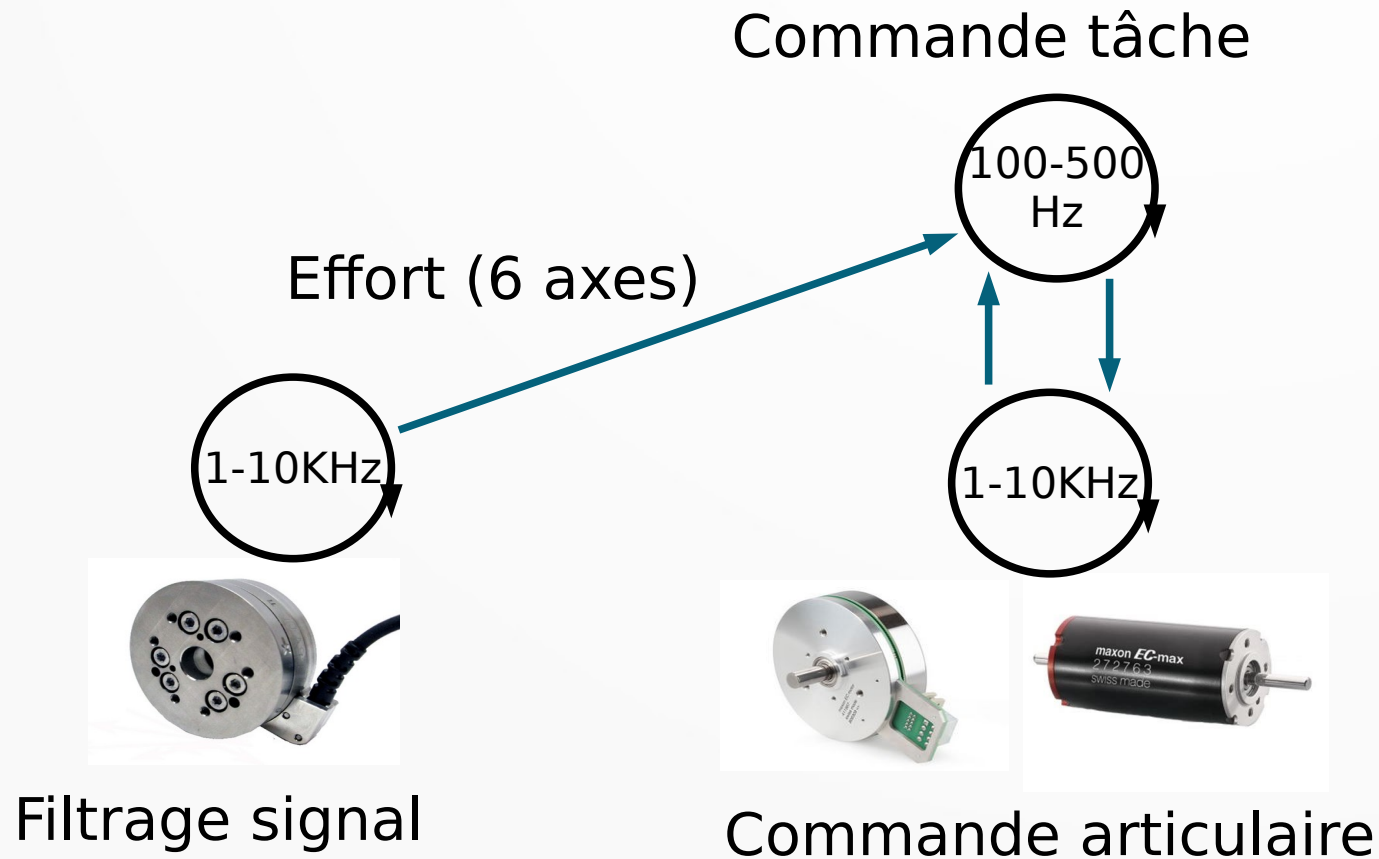 Commande tâche
100-500
Hz
Effort (6 axes)
1-10KHz
1-10KHz
maxon EC-max
272763
swiss made
Filtrage signal
Commande articulaire